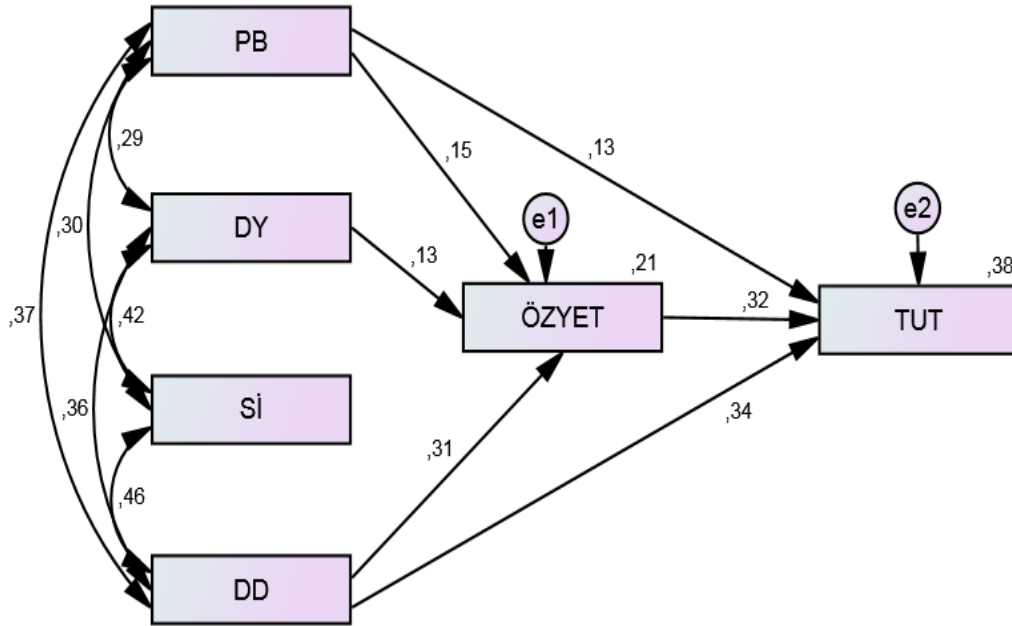 PB
,29
,15
,13
,30
DY
e1
e2
,13
,21
,38
,37
,42
ÖZYET
,32
TUT
,36
Sİ
,34
,31
,46
DD